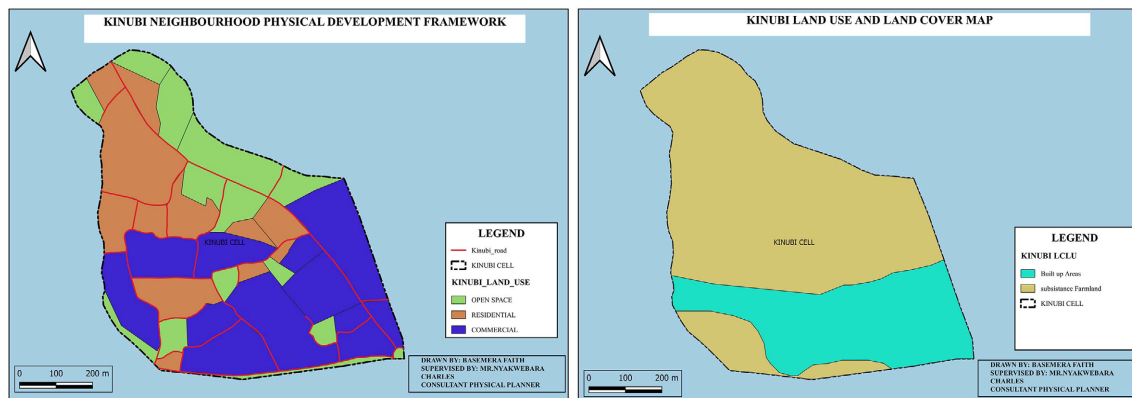 KINUBI NEIGHBOURHOOD PHYSICAL DEVELOPMENT FRAMEWORK
KINUBI CELL
LEGEND
Kinubi_road
KINUBI CELL
KINUBI_LAND_USE
OPEN SPACE
RESIDENTIAL
COMMERCIAL
0 100 200 m
DRAWN BY: BASEMERA FAITH
SUPERVISED BY: MR.NYAKWEBARA
CHARLES
CONSULTANT PHYSICAL PLANNER
KINUBI LAND USE AND LAND COVER MAP
KINUBI CELL
LEGEND
KINUBI LCLU
Built up Areas
subsistance Farmland
KINUBI CELL
0 100 200 m
DRAWN BY: BASEMERA FAITH
SUPERVISED BY: MR.NYAKWEBARA
CHARLES
CONSULTANT PHYSICAL PLANNER